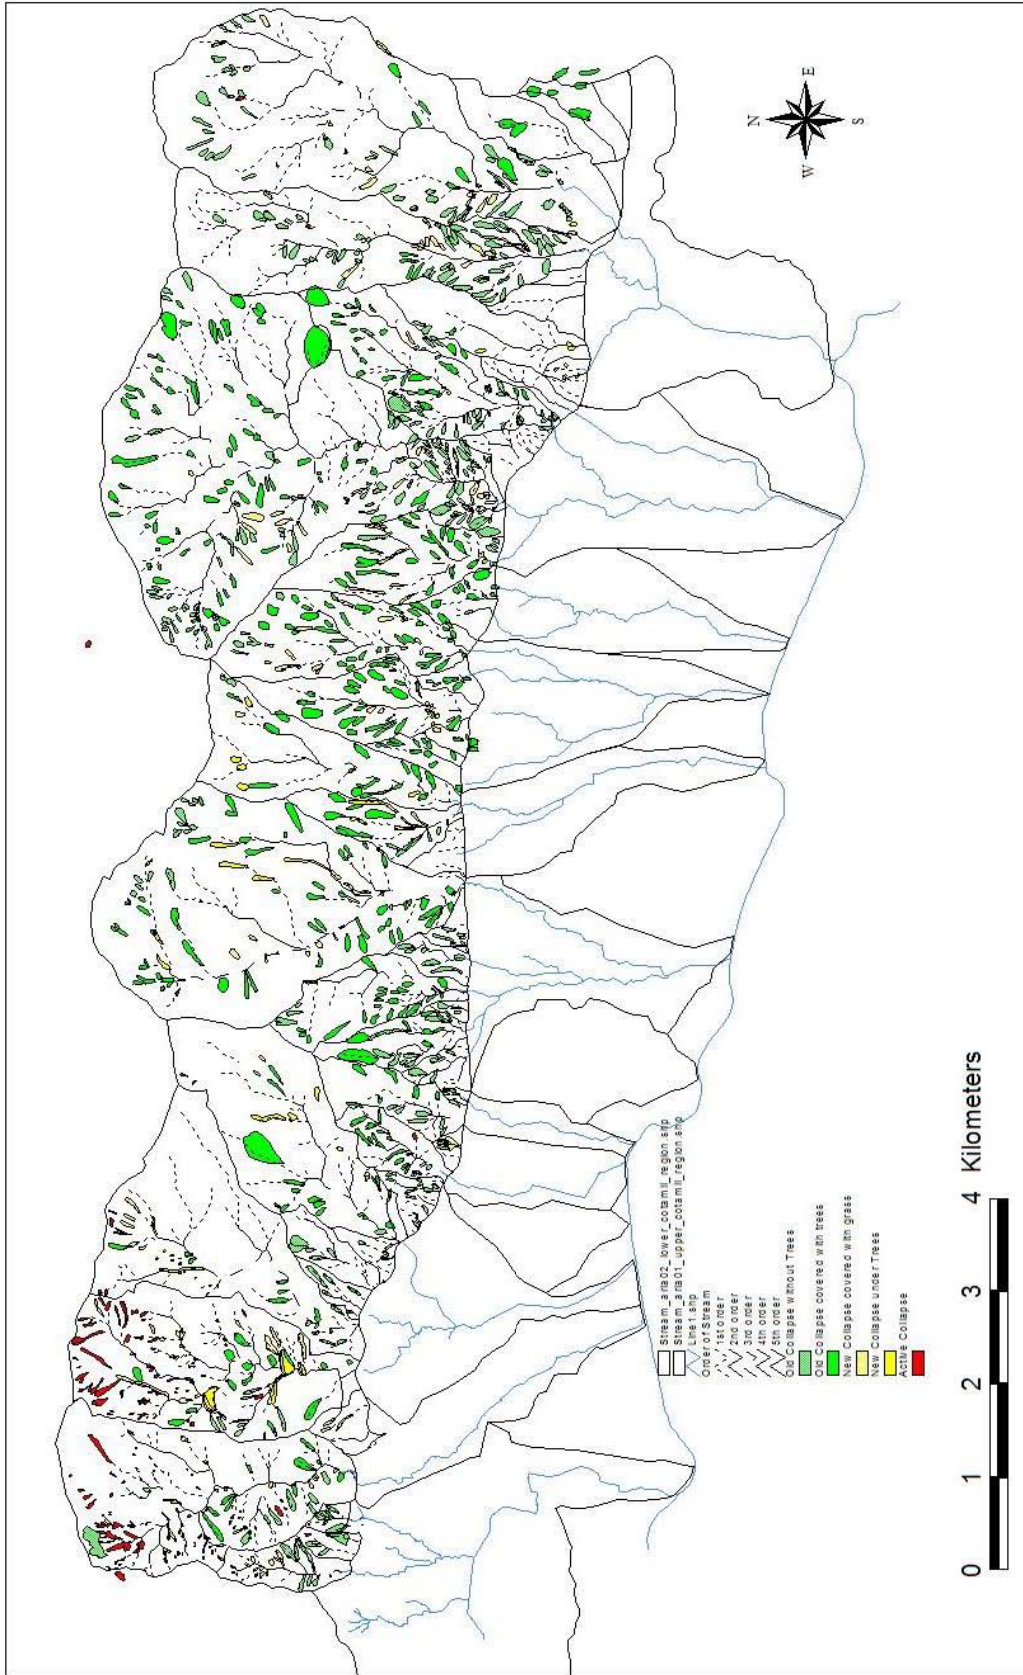 N
E
S
W
Stream_aria02_lower_cotamil_region.shp
Stream_aria01_upper_cotamil_region.shp
Line1.shp
Order of Stream
1st order
2nd order
3rd order
4th order
5th order
Old Collapse without Trees
Old Collapse covered with trees
New Collapse covered with grass
New Collapse under Trees
Active Collapse
0 1 2 3 4 Kilometers